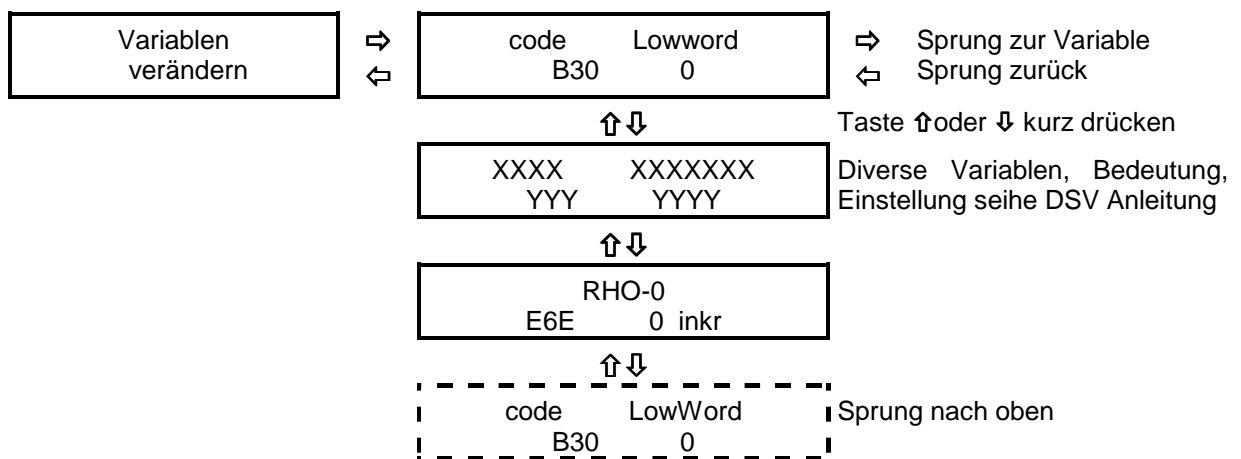 Variablen ⇨ code Lowword ⇨ Sprung zur Variable
verändern ⇦ B30 0 ⇦ Sprung zurück
⇧⇩ Taste ⇧oder ⇩ kurz drücken
XXXX XXXXXXX Diverse Variablen, Bedeutung,
YYY YYYY Einstellung seihe DSV Anleitung
⇧⇩
RHO-0
E6E 0 inkr
⇧⇩
code LowWord Sprung nach oben
B30 0